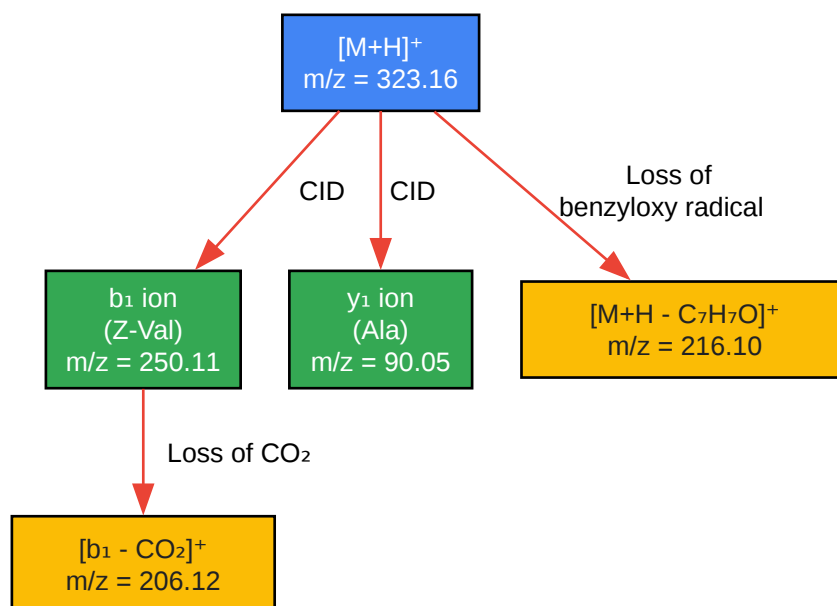 [M+H]⁺
m/z = 323.16
CID
CID
Loss of
benzyloxy radical
b₁ ion
(Z-Val)
m/z = 250.11
y₁ ion
(Ala)
m/z = 90.05
[M+H - C₇H₇O]⁺
m/z = 216.10
Loss of CO₂
[b₁ - CO₂]⁺
m/z = 206.12